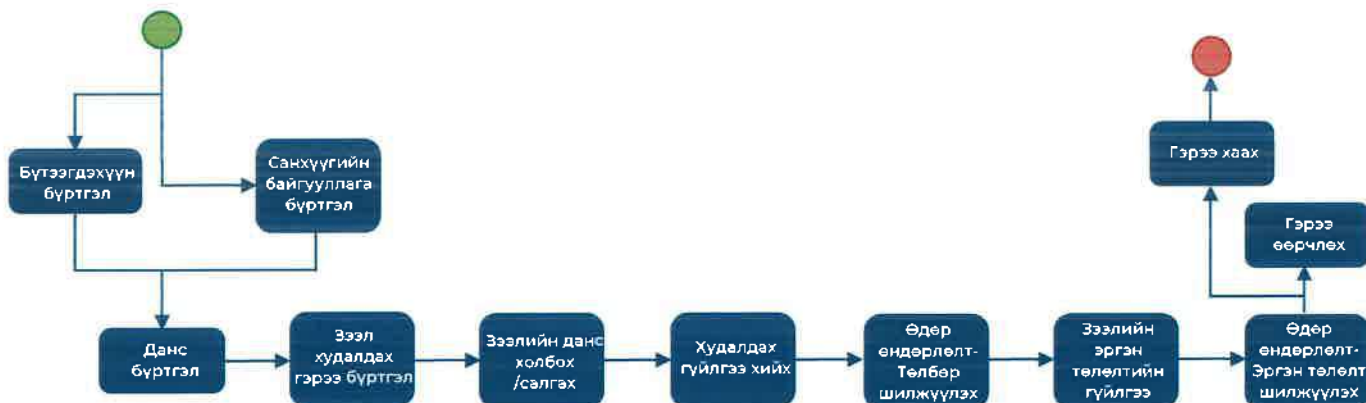 Бүтээгдэхүүн
бүртгэл
Санхүүгийн
байгууллага
бүртгэл
Гэрээ хаах
Гэрээ
өөрчлөх
Данс
бүртгэл
Зээл
худалдах
гэрээ бүртгэл
Зээлийн данс
холбох
/салгах
Худалдах
гүйлгээ хийх
Өдөр
өндөрлөлт-
Төлбөр
шилжүүлэх
Зээлийн
эргэн
төлөлтийн
гүйлгээ
Өдөр
өндөрлөлт-
Эргэн төлөлт
шилжүүлэх